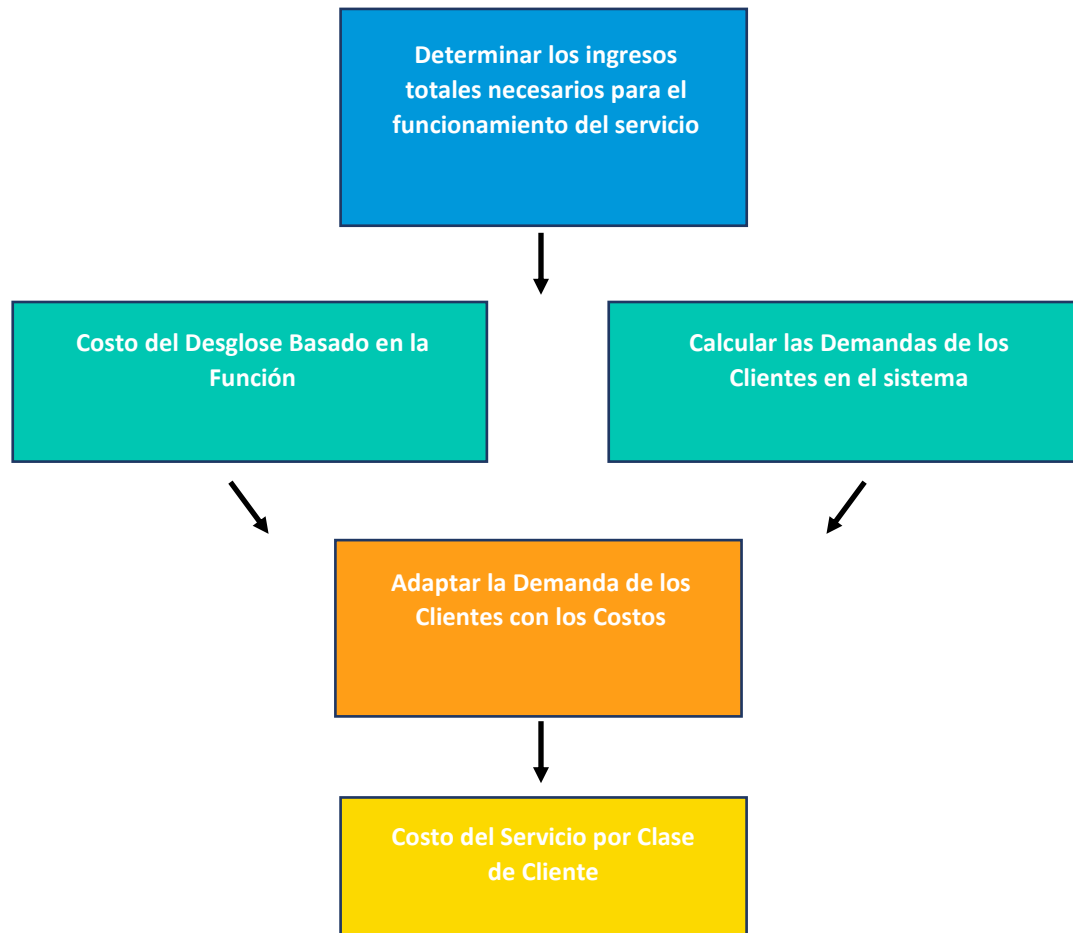 Determinar los ingresos
totales necesarios para el
funcionamiento del servicio
Costo del Desglose Basado en la
Función
Calcular las Demandas de los
Clientes en el sistema
Adaptar la Demanda de los
Clientes con los Costos
Costo del Servicio por Clase
de Cliente